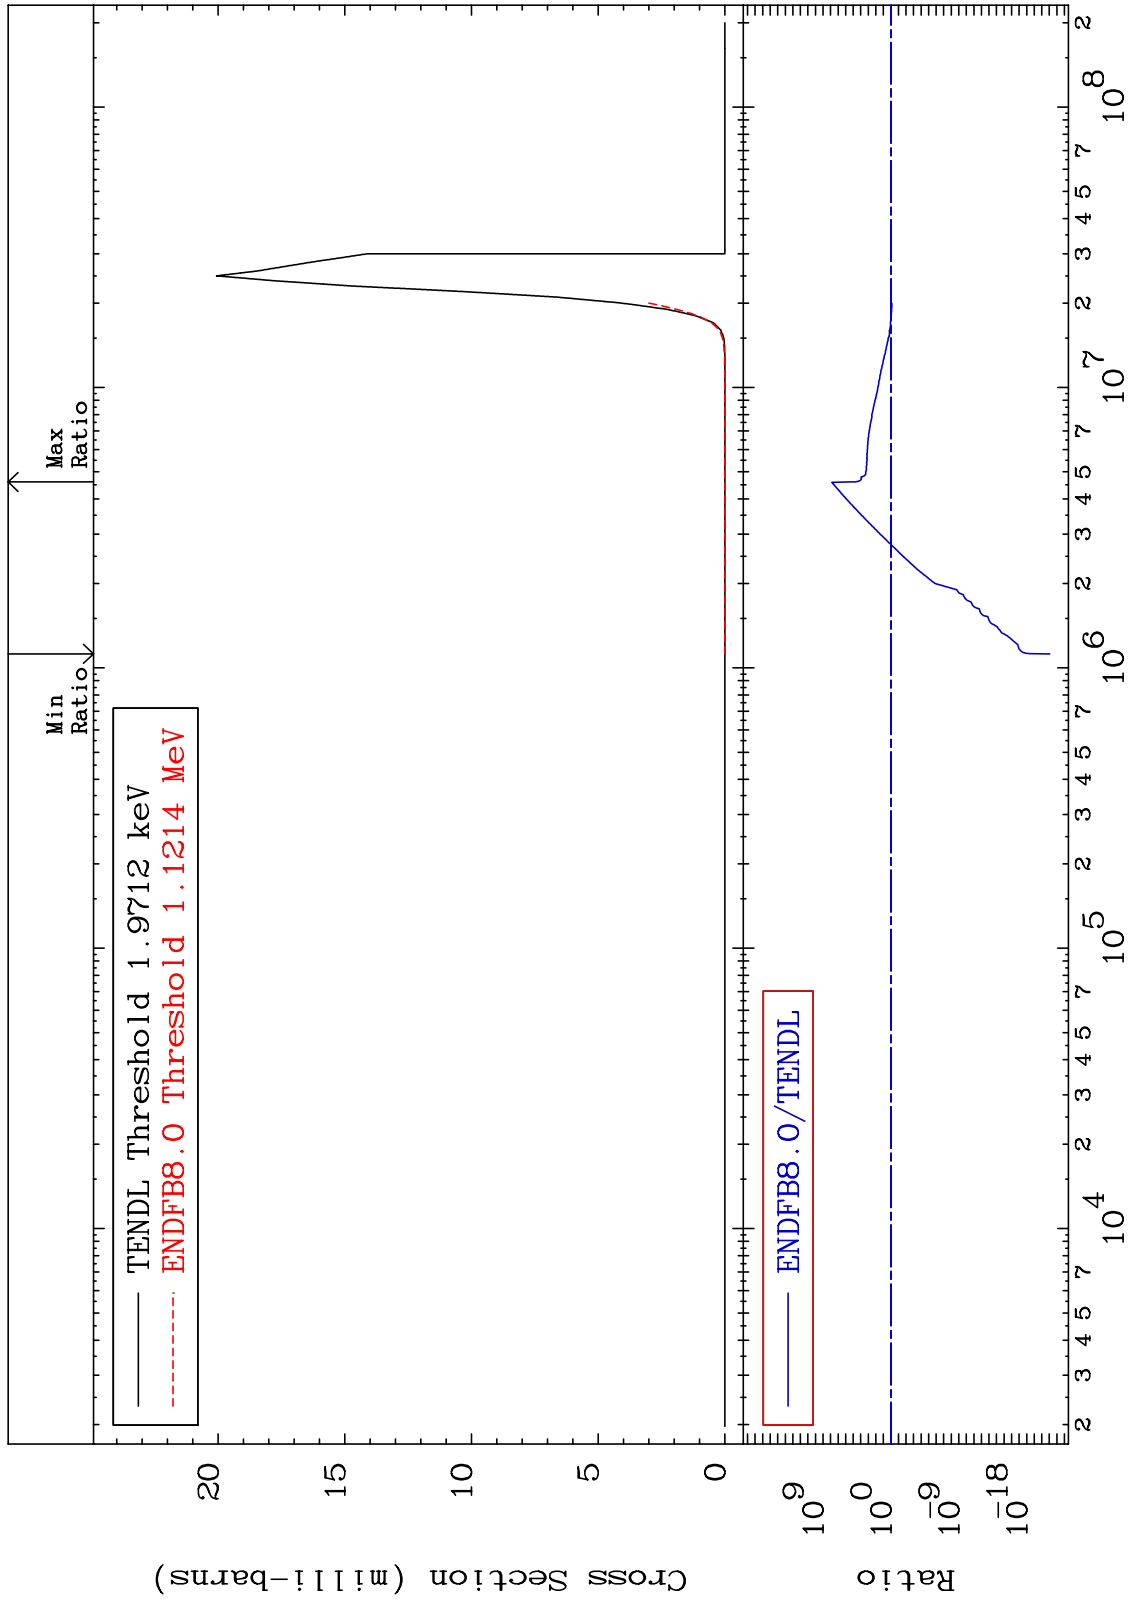 Min
Ratio
Max
Ratio
TENDL Threshold 1.9712 keV
ENDFB8.0 Threshold 1.1214 MeV
Cross Section (milli-barns)
20
15
10
5
0
ENDFB8.0/TENDL
Ratio
10^9
10^0
10^-9
10^-18
2 3 4 5 7 10^4 2 3 4 5 7 10^5 2 3 4 5 7 10^6 2 3 4 5 7 10^7 2 3 4 5 7 10^8 2